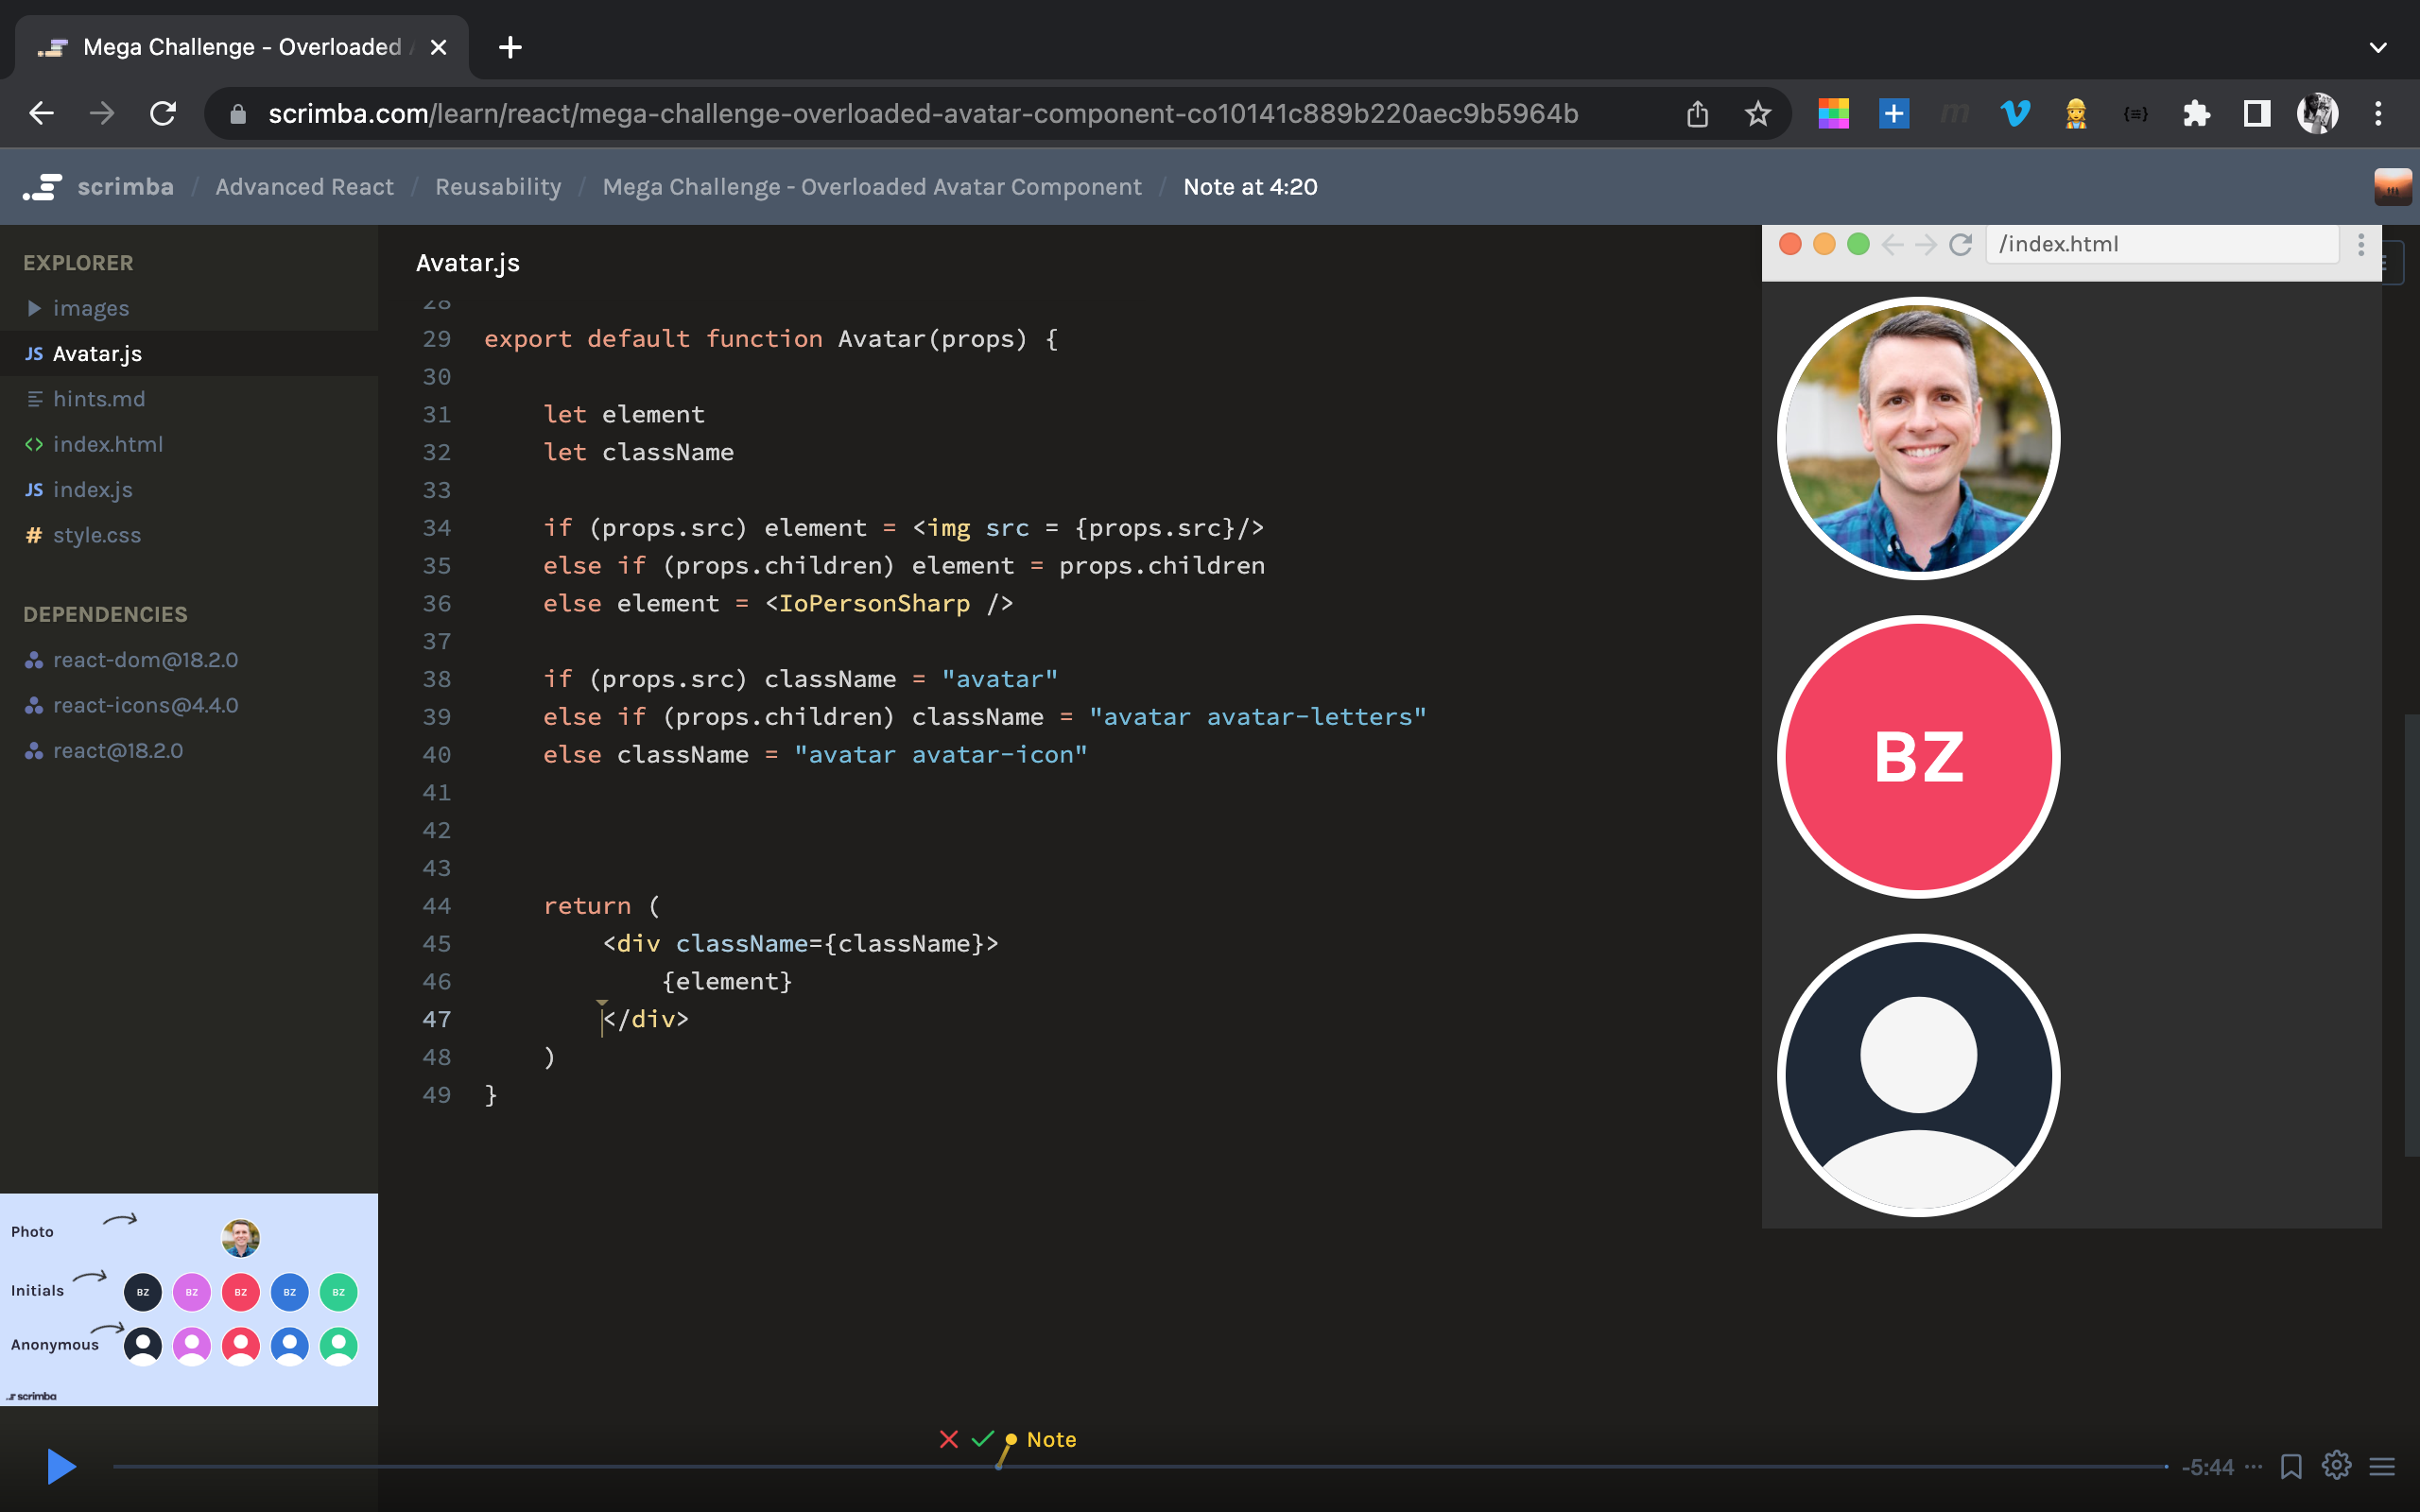 Mega Challenge - Overloaded
scrimba.com/learn/react/mega-challenge-overloaded-avatar-component-co10141c889b220aec9b5964b
scrimba / Advanced React / Reusability / Mega Challenge - Overloaded Avatar Component / Note at 4:20
EXPLORER
images
JS Avatar.js
hints.md
<> index.html
JS index.js
# style.css
DEPENDENCIES
react-dom@18.2.0
react-icons@4.4.0
react@18.2.0
Photo
Initials
BZ BZ BZ BZ BZ
Anonymous
scrimba
Avatar.js
28
29 export default function Avatar(props) {
30
31 let element
32 let className
33
34 if (props.src) element = <img src = {props.src}/>
35 else if (props.children) element = props.children
36 else element = <IoPersonSharp />
37
38 if (props.src) className = "avatar"
39 else if (props.children) className = "avatar avatar-letters"
40 else className = "avatar avatar-icon"
41
42
43
44 return (
45 <div className={className}>
46 {element}
47 </div>
48 )
49 }
/index.html
BZ
Note
-5:44